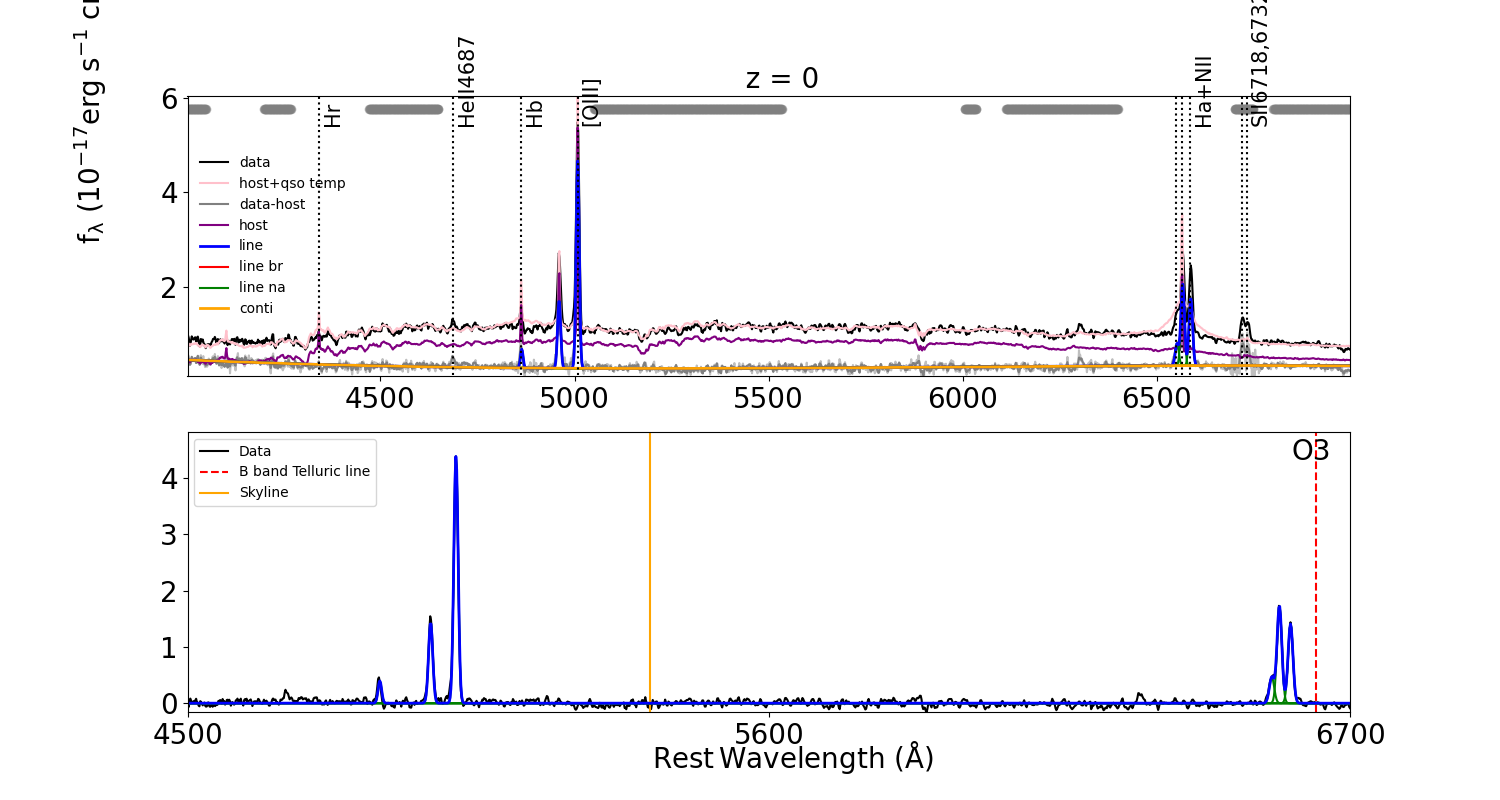 z = 0
f_λ (10^{-17}erg s^{-1}
Hr
HeII4687
Hb
[OIII]
Ha+NII
SII6718,6732
6
4
2
data
host+qso temp
data-host
host
line
line br
line na
conti
4500 5000 5500 6000 6500
O3
Data
B band Telluric line
Skyline
4
3
2
1
0
4500 5600 6700
Rest Wavelength (Å)